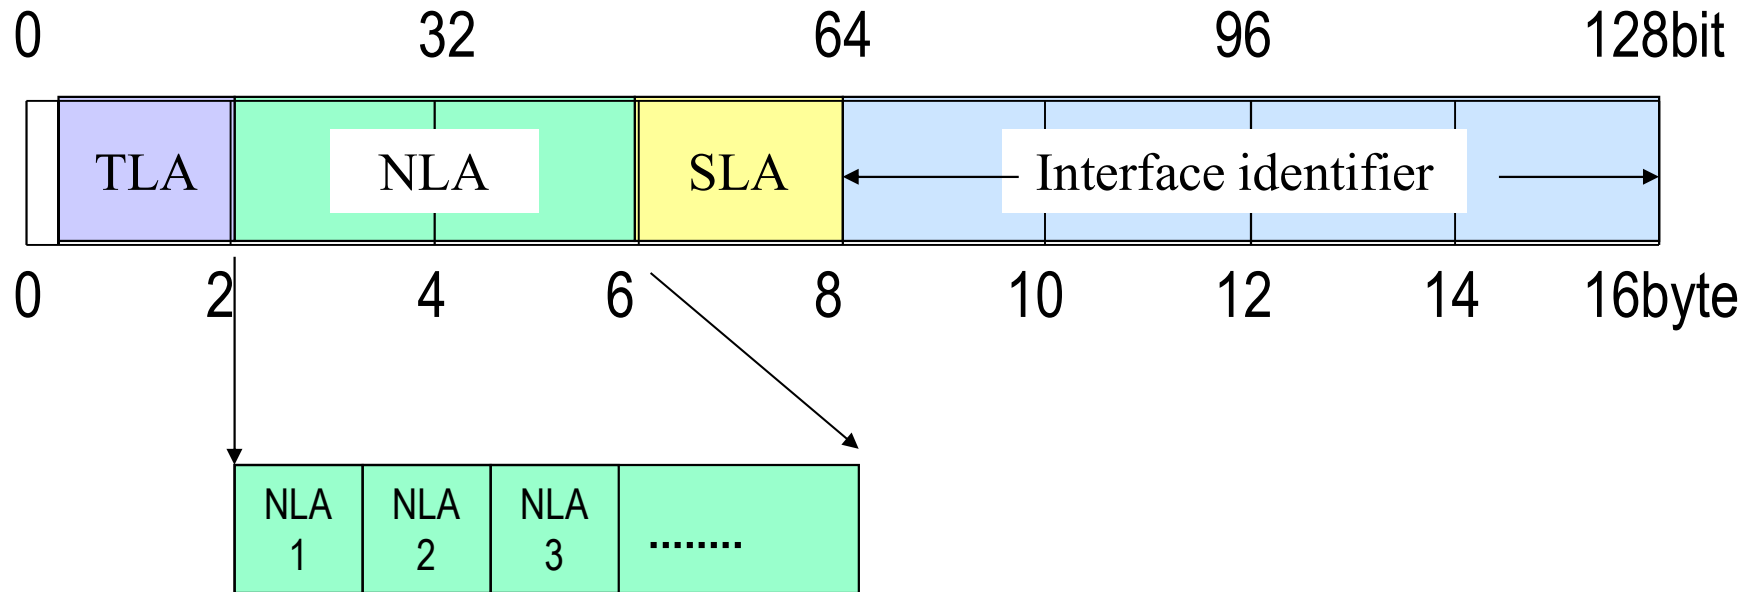 0 32 64 96 128bit
TLA NLA SLA Interface identifier
0 2 4 6 8 10 12 14 16byte
NLA NLA NLA ........
1 2 3